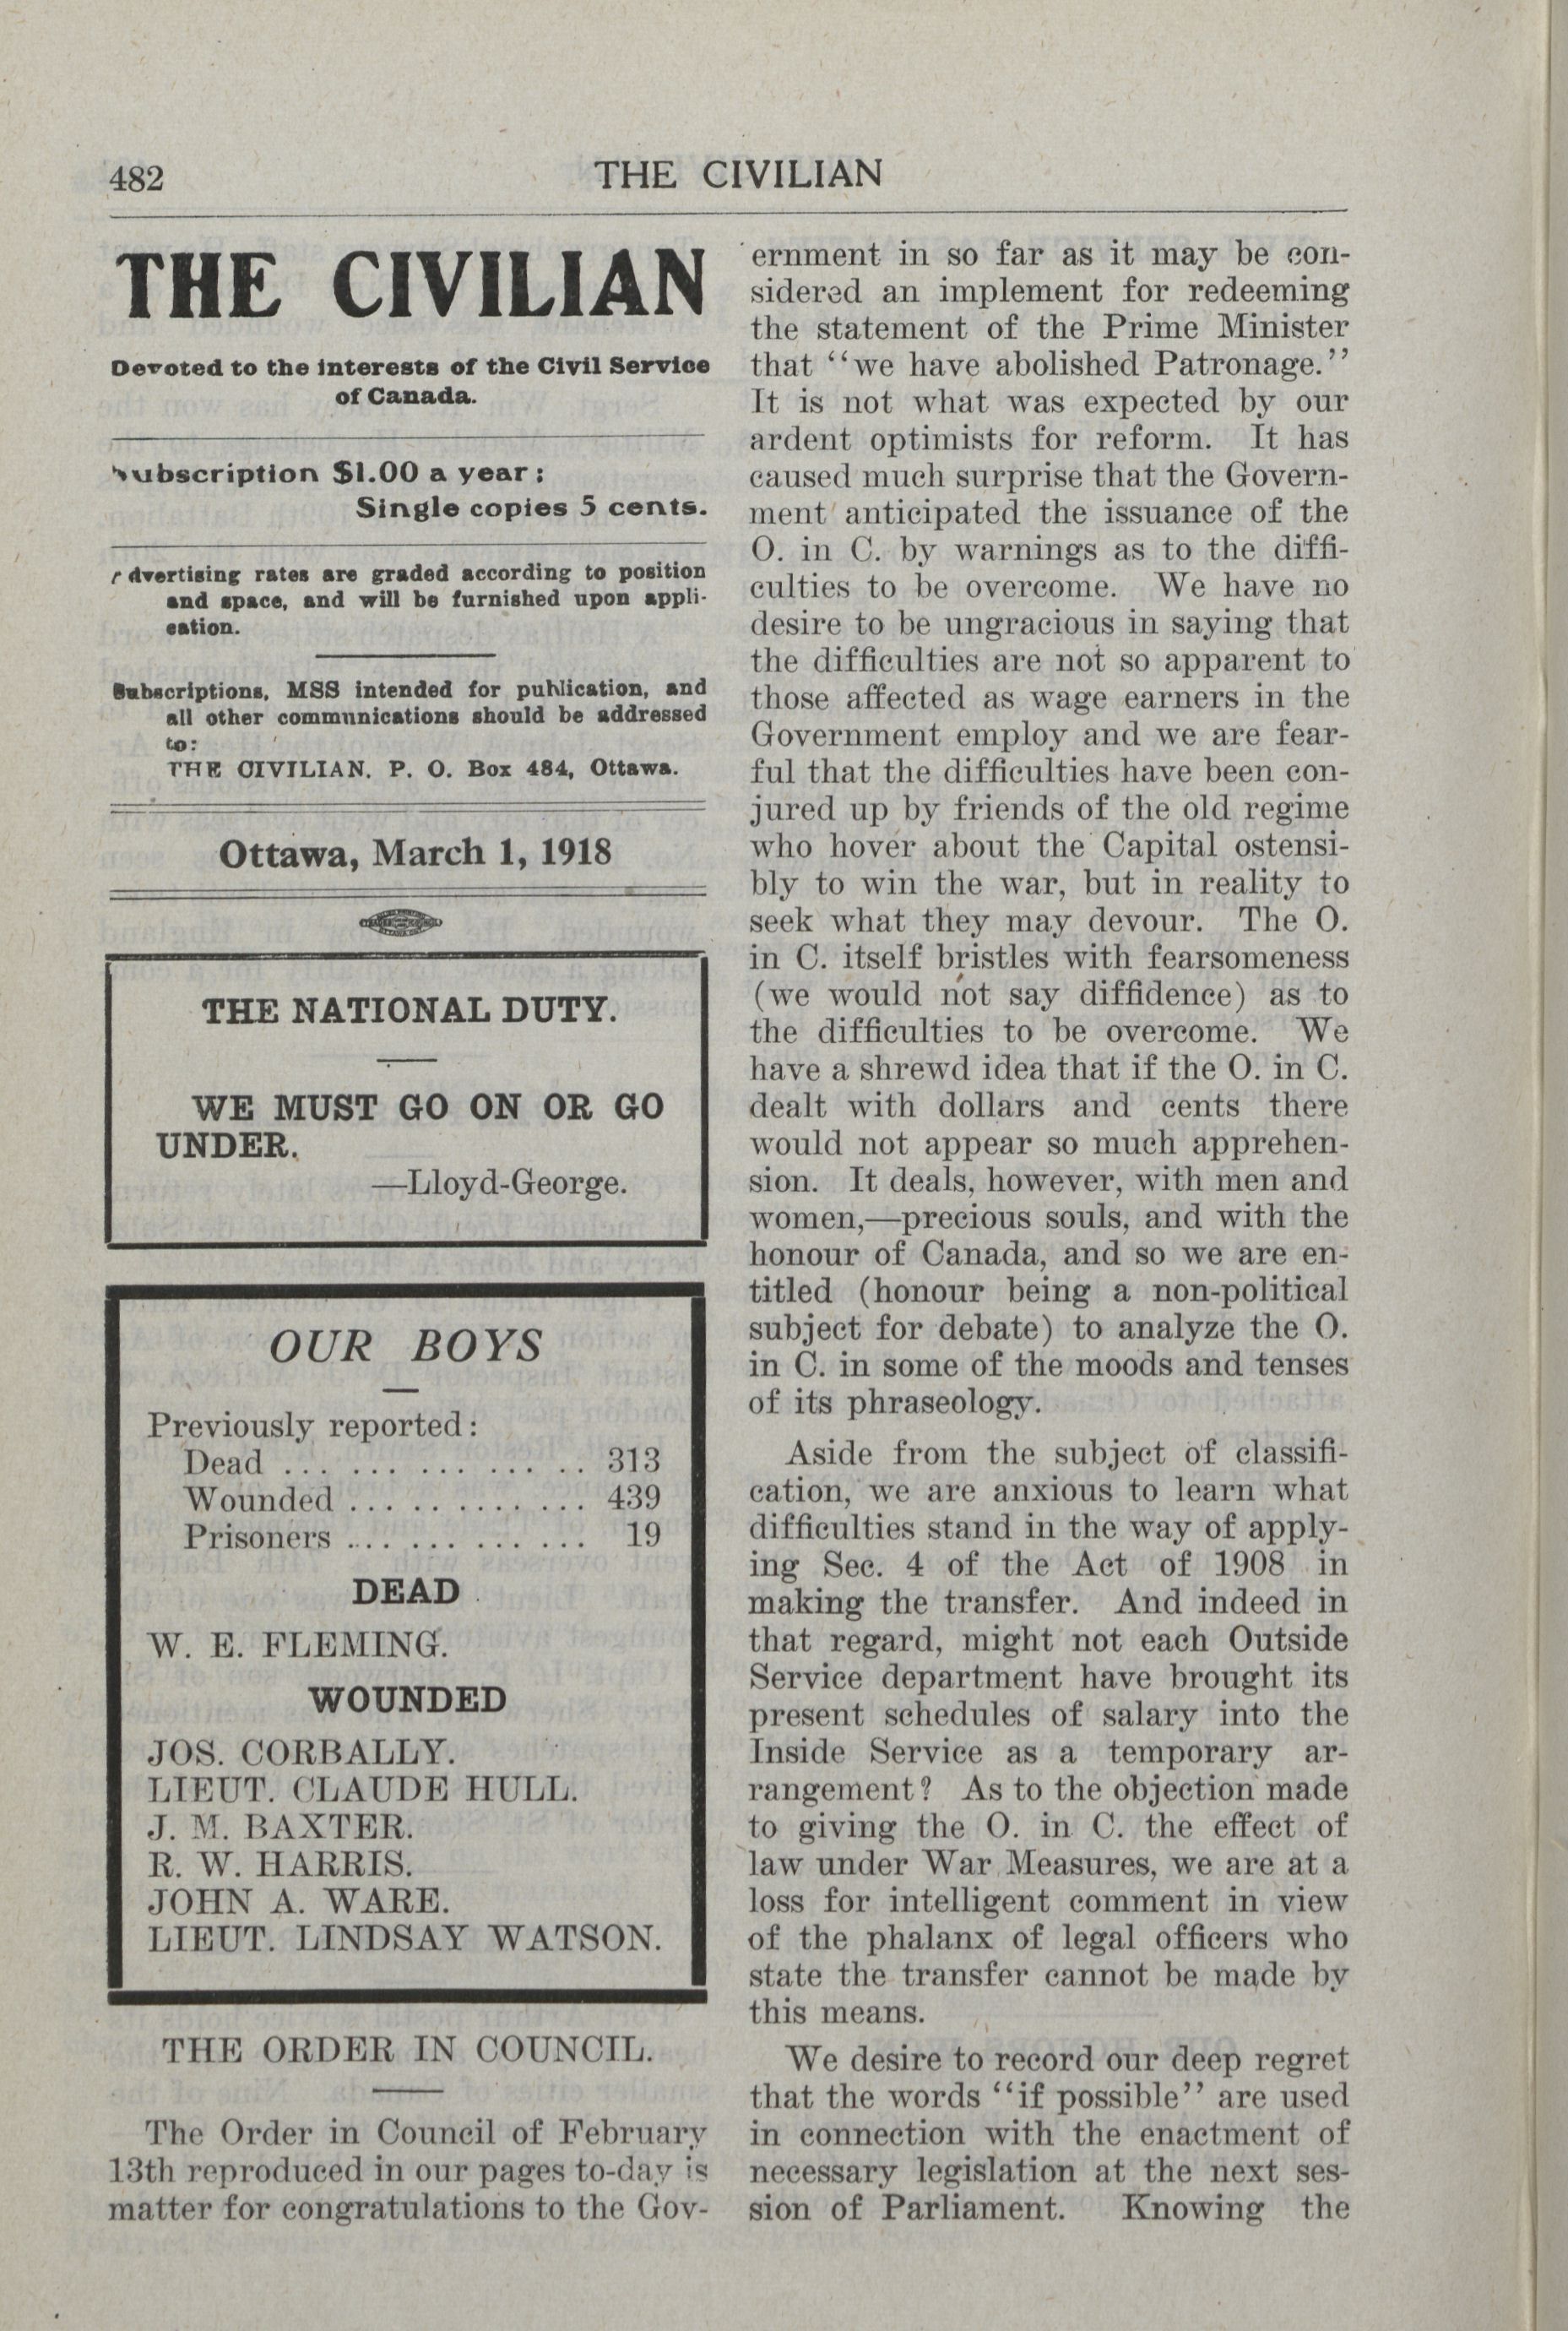 482
THE CIVILIAN
THE CIVILIAN
Devoted to the interests of the Civil Service
of Canada.
Subscription $1.00 a year;
Single copies 5 cents.
Advertising rates are graded according to position
and space, and will be furnished upon appli-
cation.
Subscriptions, MSS intended for publication, and
all other communications should be addressed
to:
THE CIVILIAN. P. O. Box 484, Ottawa.
Ottawa, March 1, 1918
THE NATIONAL DUTY.
WE MUST GO ON OR GO
UNDER.
—Lloyd-George.
OUR BOYS
Previously reported:
Dead ... ... ... ... .. 313
Wounded ... ... ... ... 439
Prisoners ... ... ... ... 19
DEAD
W. E. FLEMING.
WOUNDED
JOS. CORBALLY.
LIEUT. CLAUDE HULL.
J. M. BAXTER.
R. W. HARRIS.
JOHN A. WARE.
LIEUT. LINDSAY WATSON.
THE ORDER IN COUNCIL.
The Order in Council of February
13th reproduced in our pages to-day is
matter for congratulations to the Gov-
ernment in so far as it may be con-
sidered an implement for redeeming
the statement of the Prime Minister
that "we have abolished Patronage."
It is not what was expected by our
ardent optimists for reform. It has
caused much surprise that the Govern-
ment anticipated the issuance of the
O. in C. by warnings as to the diffi-
culties to be overcome. We have no
desire to be ungracious in saying that
the difficulties are not so apparent to
those affected as wage earners in the
Government employ and we are fear-
ful that the difficulties have been con-
jured up by friends of the old regime
who hover about the Capital ostensi-
bly to win the war, but in reality to
seek what they may devour. The O.
in C. itself bristles with fearsomeness
(we would not say diffidence) as to
the difficulties to be overcome. We
have a shrewd idea that if the O. in C.
dealt with dollars and cents there
would not appear so much apprehen-
sion. It deals, however, with men and
women,—precious souls, and with the
honour of Canada, and so we are en-
titled (honour being a non-political
subject for debate) to analyze the O.
in C. in some of the moods and tenses
of its phraseology.
Aside from the subject of classifi-
cation, we are anxious to learn what
difficulties stand in the way of apply-
ing Sec. 4 of the Act of 1908 in
making the transfer. And indeed in
that regard, might not each Outside
Service department have brought its
present schedules of salary into the
Inside Service as a temporary ar-
rangement? As to the objection made
to giving the O. in C. the effect of
law under War Measures, we are at a
loss for intelligent comment in view
of the phalanx of legal officers who
state the transfer cannot be made by
this means.
We desire to record our deep regret
that the words "if possible" are used
in connection with the enactment of
necessary legislation at the next ses-
sion of Parliament. Knowing the